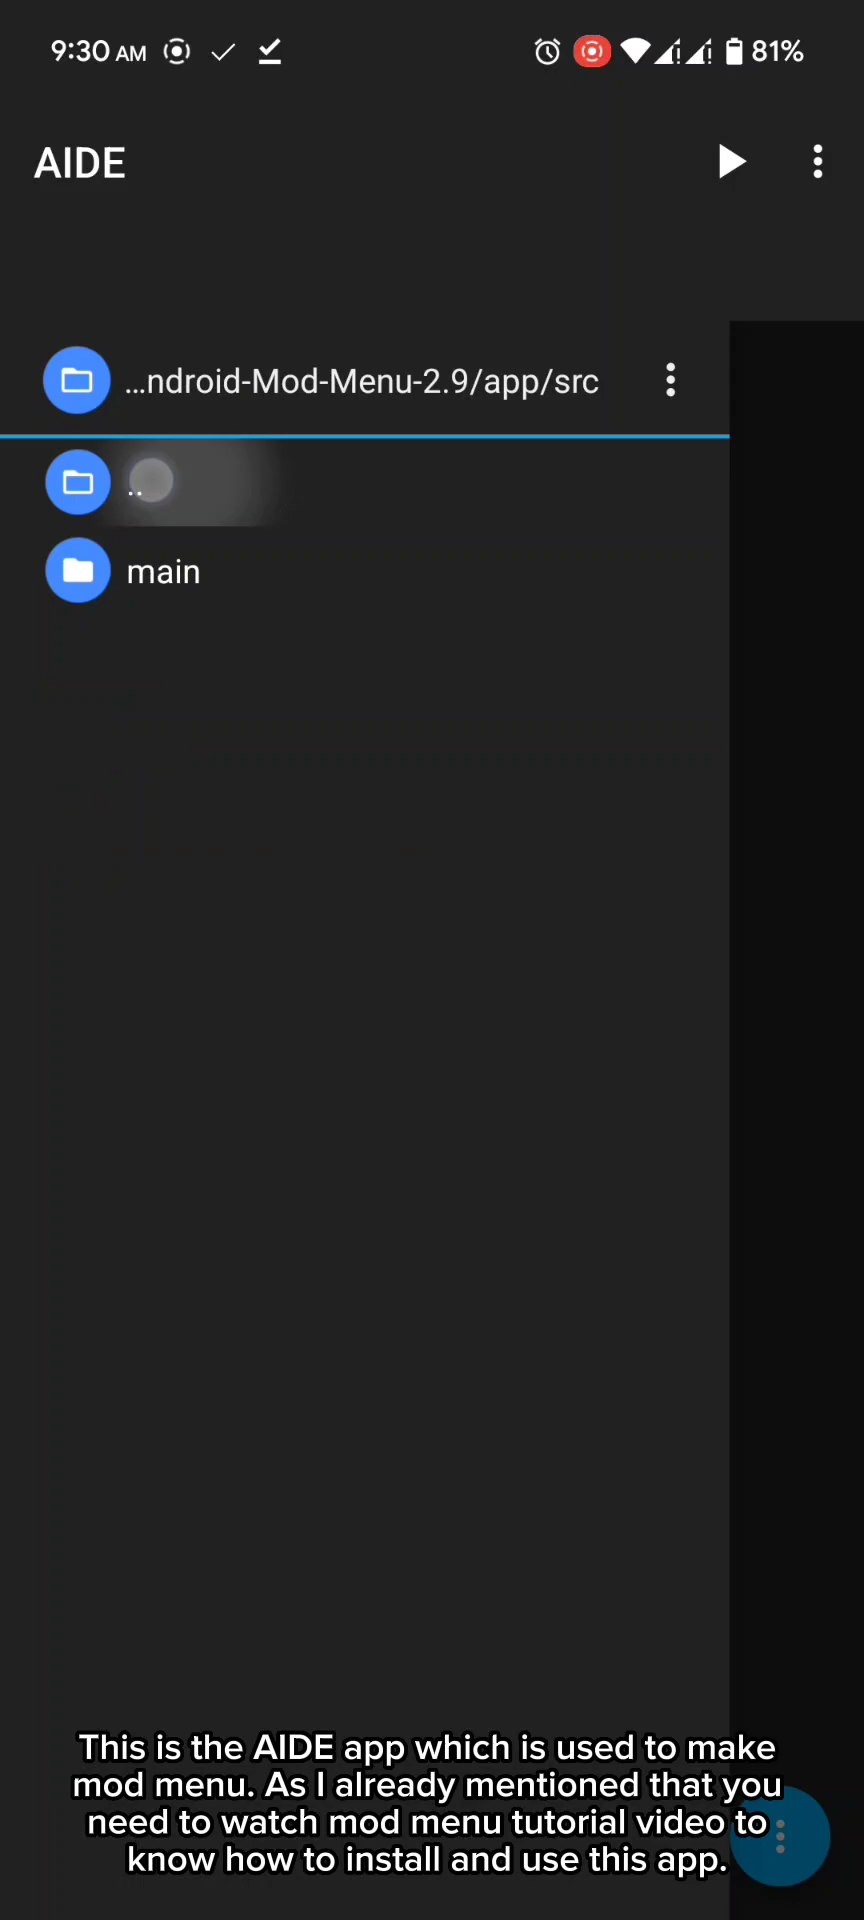 9:30 AM
81%
AIDE
...ndroid-Mod-Menu-2.9/app/src
..
main
This is the AIDE app which is used to make
mod menu. As I already mentioned that you
need to watch mod menu tutorial video to
know how to install and use this app.